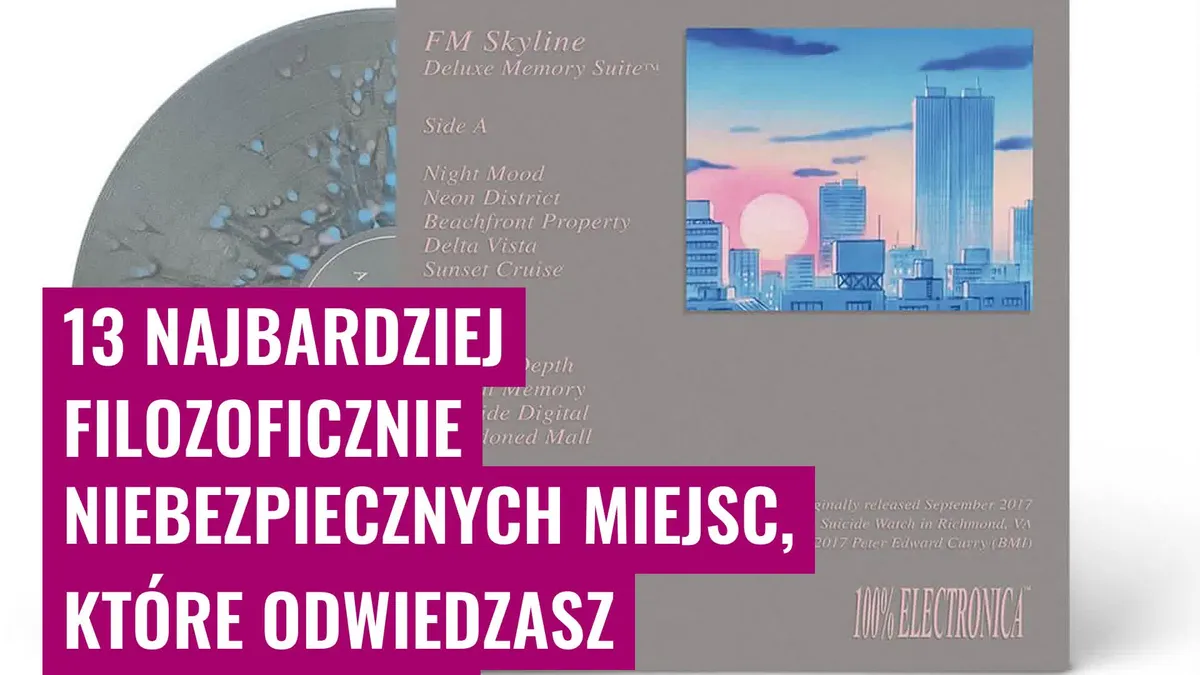 FM Skyline
Deluxe Memory Suite™
Side A
Night Mood
Neon District
Beachfront Property
Delta Vista
Sunset Cruise
Depth
Memory
Digital
Mall
A
13 NAJBARDZIEJ
FILOZOFICZNIE
NIEBEZPIECZNYCH MIEJSC,
KTÓRE ODWIEDZASZ
released September 2017
Suicide Watch in Richmond, VA
2017 Peter Edward Curry (BMI)
100% ELECTRONICA™